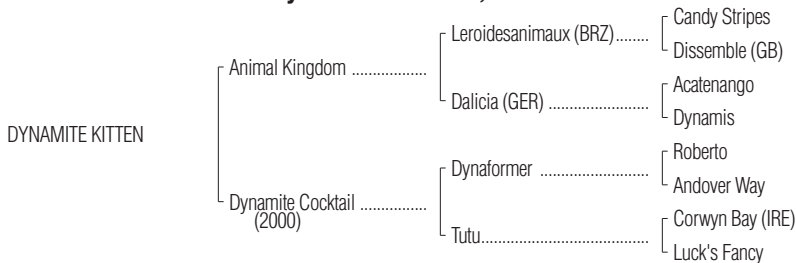 Candy Stripes
Leroidesanimaux (BRZ)........
Dissemble (GB)
Animal Kingdom ..................
Acatenango
Dalicia (GER) ........................
Dynamis
DYNAMITE KITTEN
Roberto
Dynaformer ..........................
Andover Way
Dynamite Cocktail ................
(2000)
Corwyn Bay (IRE)
Tutu........................................
Luck's Fancy